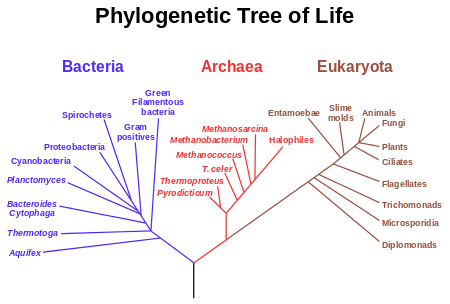 Phylogenetic Tree of Life
Bacteria
Archaea
Eukaryota
Green
Filamentous
bacteria
Spirochetes
Gram
positives
Proteobacteria
Cyanobacteria
Planctomyces
Bacteroides
Cytophaga
Thermotoga
Aquifex
Methanosarcina
Methanobacterium
Halophiles
Methanococcus
T. celer
Thermoproteus
Pyrodicticum
Entamoebae
Slime
molds
Animals
Fungi
Plants
Ciliates
Flagellates
Trichomonads
Microsporidia
Diplomonads